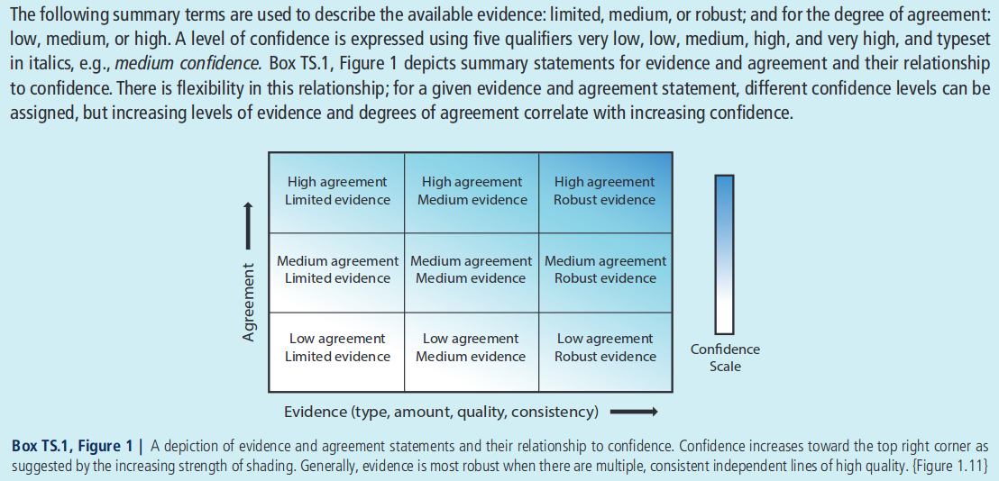 The following summary terms are used to describe the available evidence: limited, medium, or robust; and for the degree of agreement:
low, medium, or high. A level of confidence is expressed using five qualifiers very low, low, medium, high, and very high, and typeset
in italics, e.g., medium confidence. Box TS.1, Figure 1 depicts summary statements for evidence and agreement and their relationship
to confidence. There is flexibility in this relationship; for a given evidence and agreement statement, different confidence levels can be
assigned, but increasing levels of evidence and degrees of agreement correlate with increasing confidence.
High agreement
Limited evidence
High agreement
Medium evidence
High agreement
Robust evidence
Medium agreement
Limited evidence
Medium agreement
Medium evidence
Medium agreement
Robust evidence
Low agreement
Limited evidence
Low agreement
Medium evidence
Low agreement
Robust evidence
Agreement
Evidence (type, amount, quality, consistency)
Confidence
Scale
Box TS.1, Figure 1 | A depiction of evidence and agreement statements and their relationship to confidence. Confidence increases toward the top right corner as
suggested by the increasing strength of shading. Generally, evidence is most robust when there are multiple, consistent independent lines of high quality. {Figure 1.11}